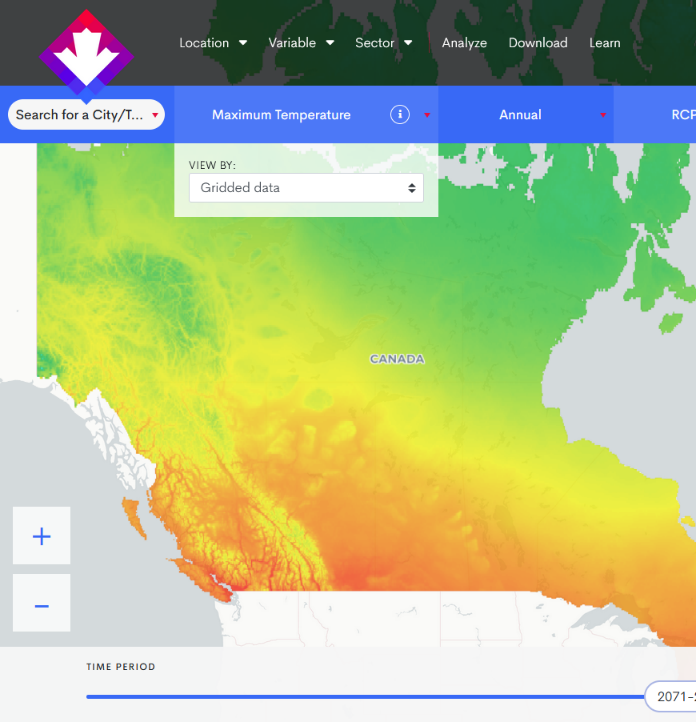 Location Variable Sector Analyze Download Learn
Search for a City/T... Maximum Temperature i Annual RCP
VIEW BY:
Gridded data
CANADA
+
−
TIME PERIOD
2071-